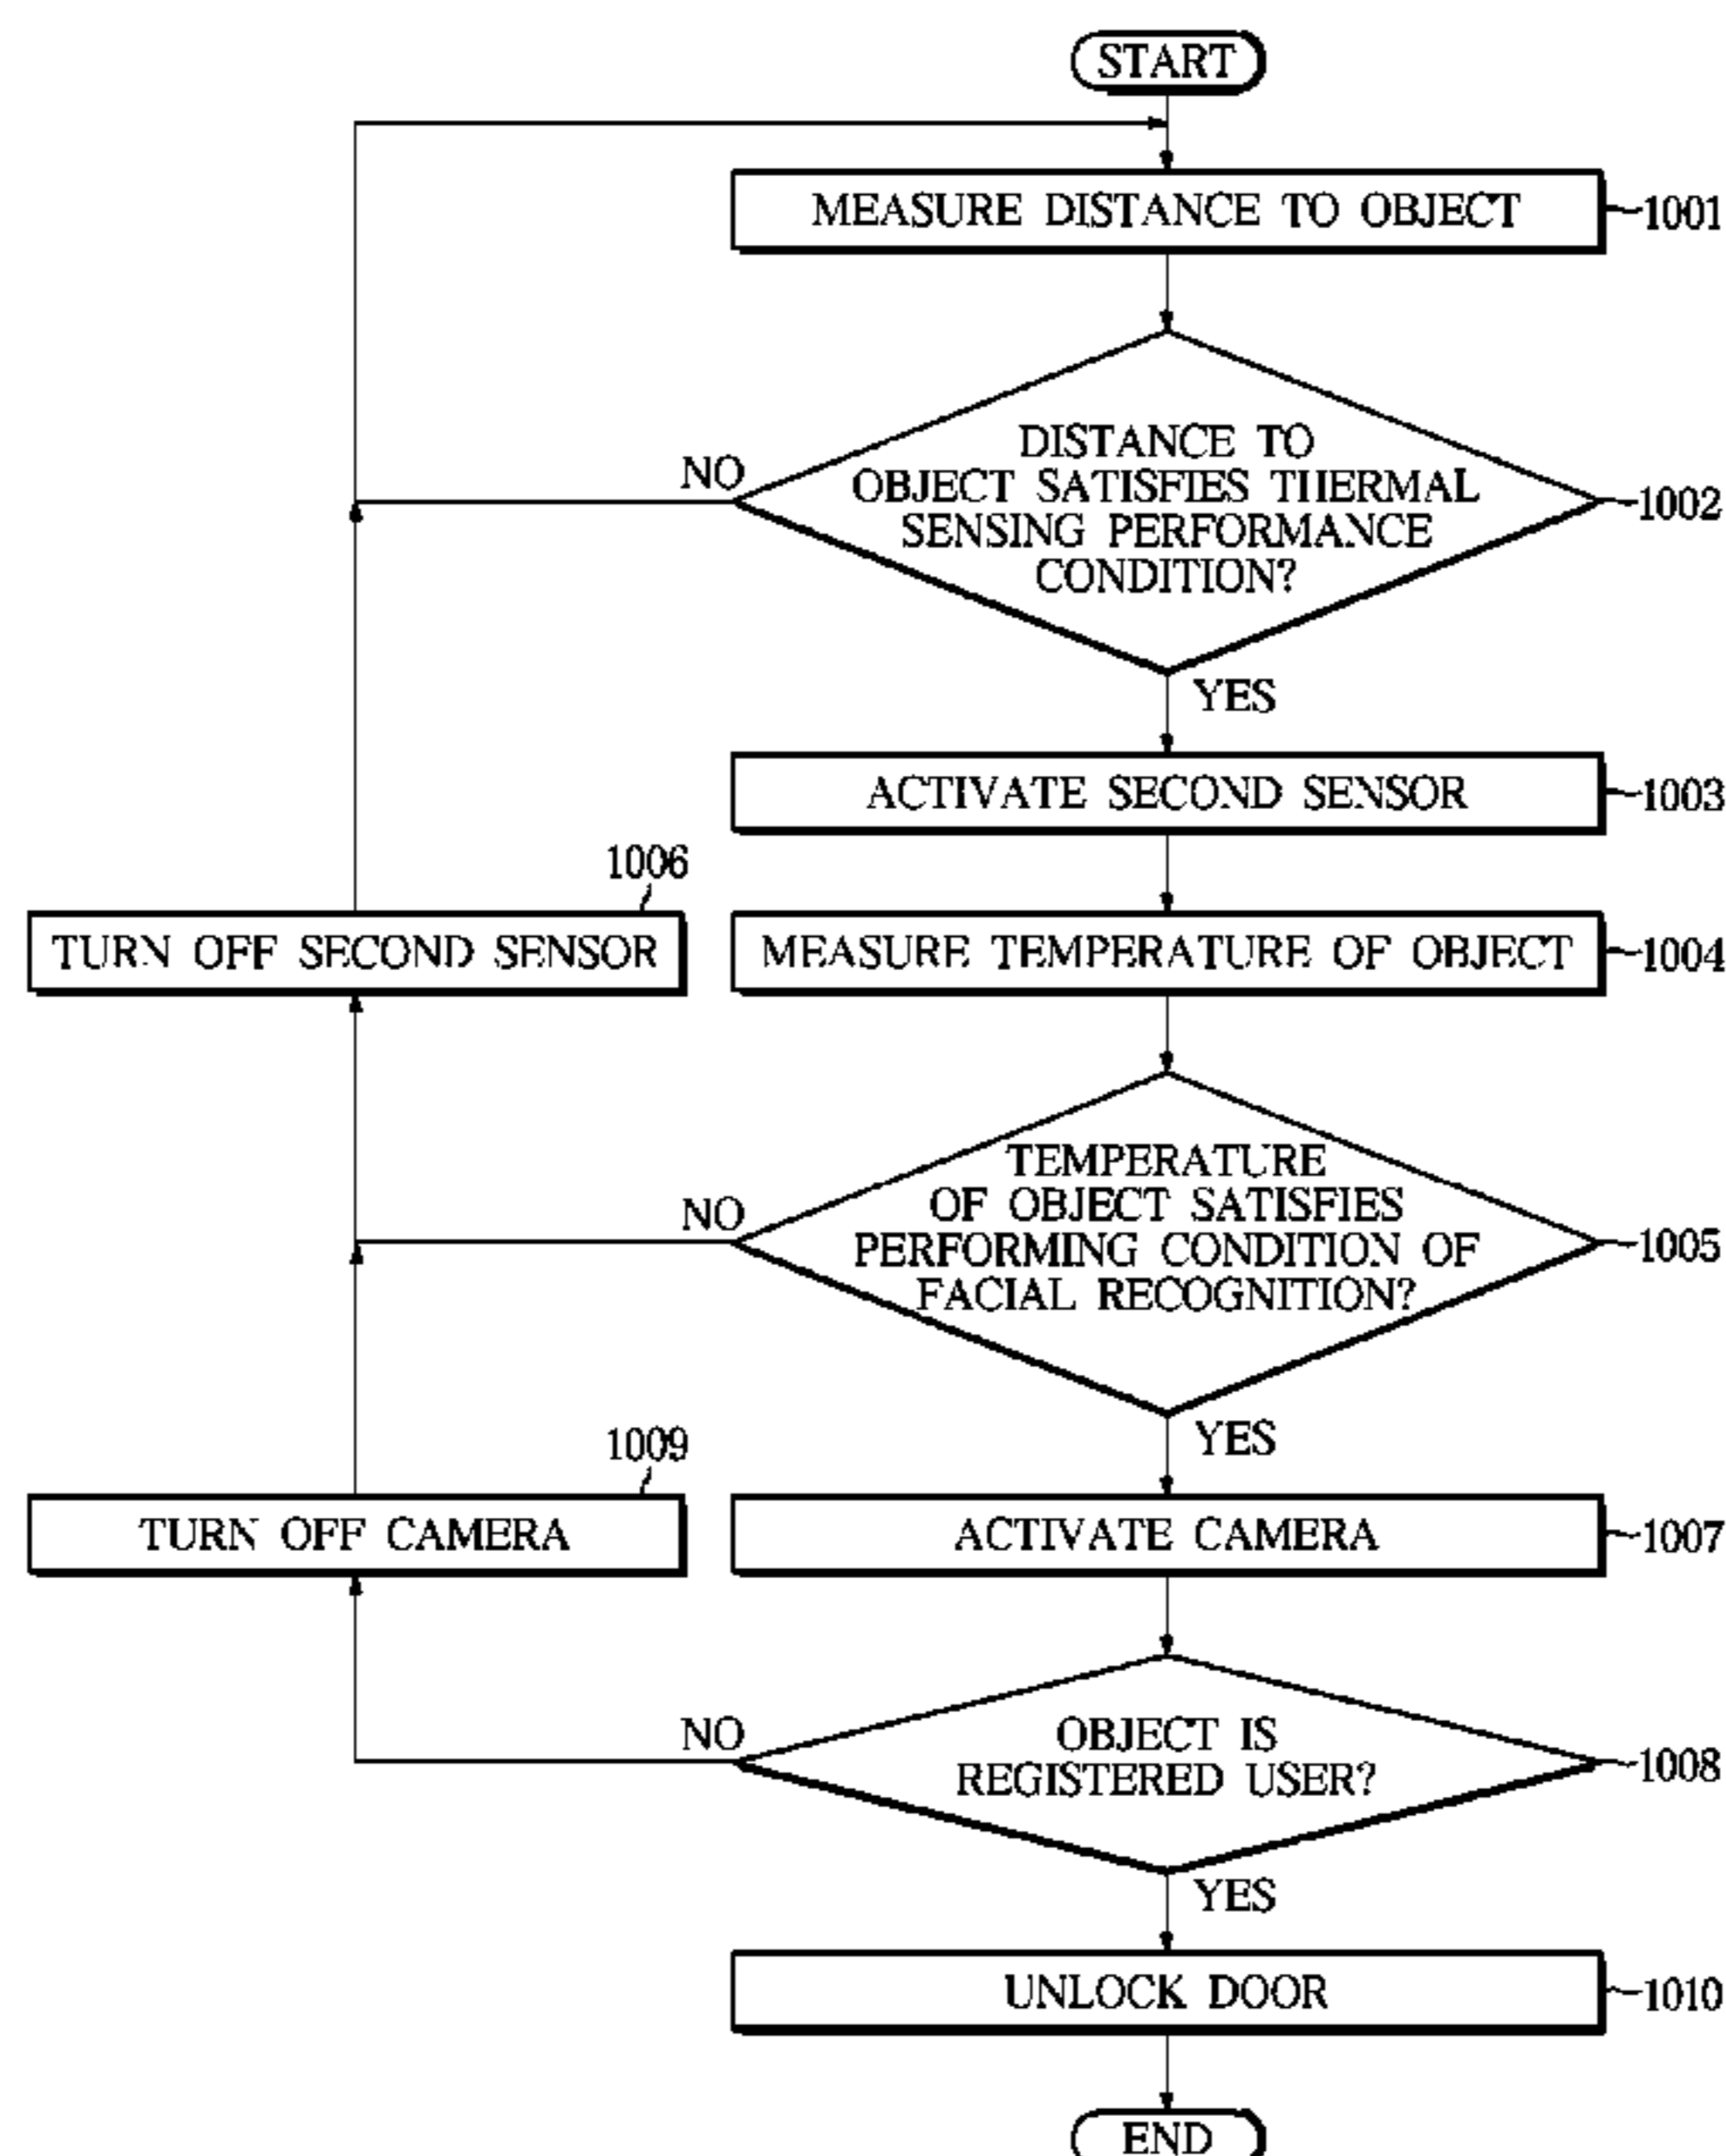 START
MEASURE DISTANCE TO OBJECT
1001
NO
DISTANCE TO
OBJECT SATISFIES THERMAL
SENSING PERFORMANCE
CONDITION?
1002
YES
ACTIVATE SECOND SENSOR
1003
1006
TURN OFF SECOND SENSOR
MEASURE TEMPERATURE OF OBJECT
1004
NO
TEMPERATURE
OF OBJECT SATISFIES
PERFORMING CONDITION OF
FACIAL RECOGNITION?
1005
YES
1009
TURN OFF CAMERA
ACTIVATE CAMERA
1007
NO
OBJECT IS
REGISTERED USER?
1008
YES
UNLOCK DOOR
1010
END